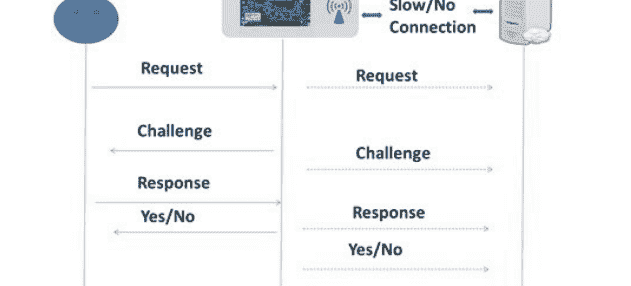 Slow/No
Connection
Request
Request
Challenge
Challenge
Response
Response
Yes/No
Yes/No